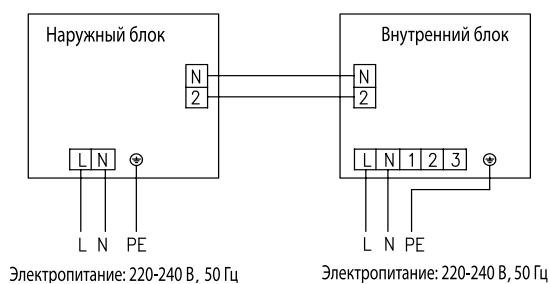 Наружный блок
N
2
L N
L N PE
Электропитание: 220-240 В, 50 Гц
Внутренний блок
N
2
L N 1 2 3
L N PE
Электропитание: 220-240 В, 50 Гц